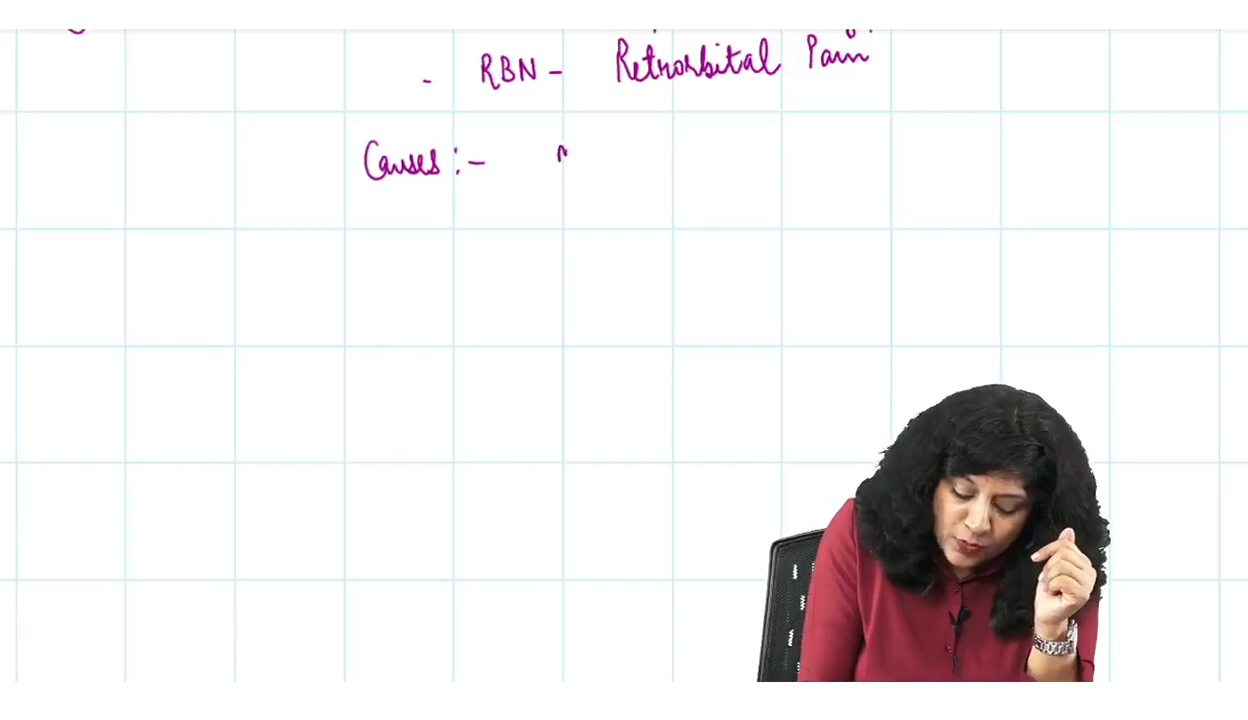 - RBN - Retrorbital Pain
Causes :-